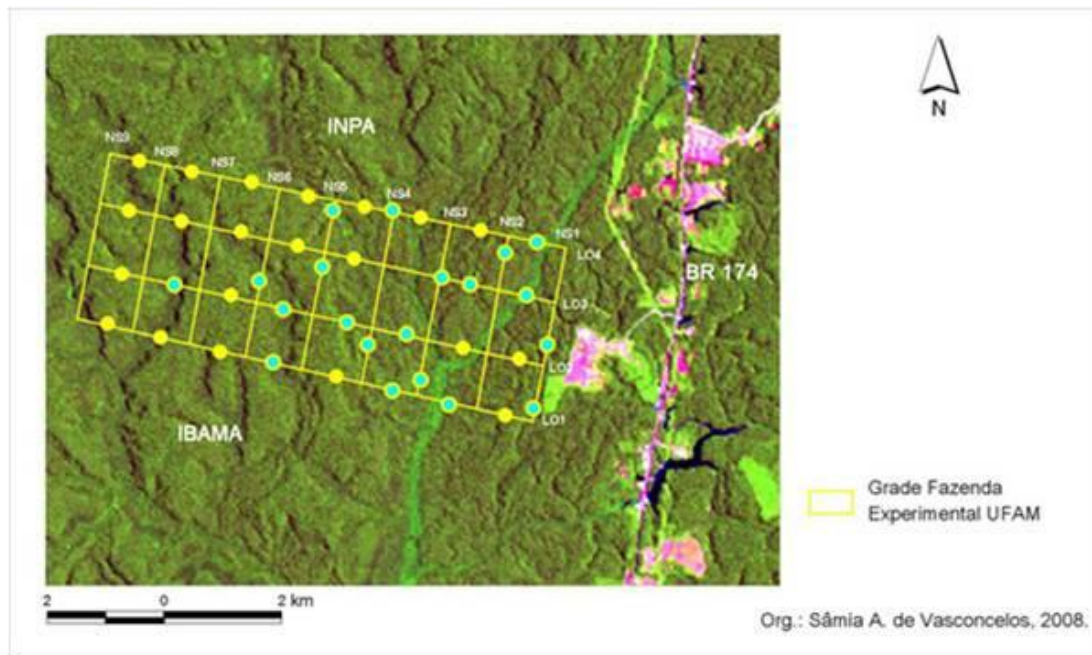 N
INPA
NS9
NS8
NS7
NS6
NS5
NS4
NS3
NS2
NS1
LO4
LO3
LO2
LO1
BR 174
IBAMA
Grade Fazenda
Experimental UFAM
2 0 2 km
Org.: Sâmia A. de Vasconcelos, 2008.